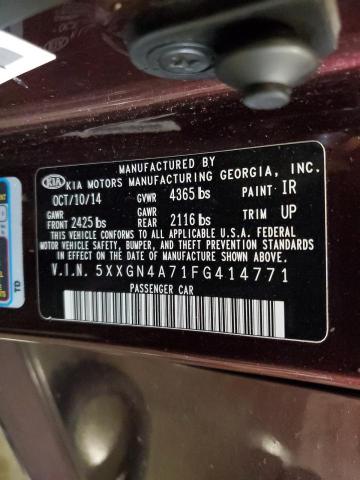 MANUFACTURED BY
KIA KIA MOTORS MANUFACTURING GEORGIA, INC.
OCT/10/14 GVWR 4365 lbs PAINT IR
GAWR FRONT 2425 lbs GAWR REAR 2116 lbs TRIM UP
THIS VEHICLE CONFORMS TO ALL APPLICABLE U.S.A. FEDERAL
MOTOR VEHICLE SAFETY, BUMPER, AND THEFT PREVENTION STANDARDS
IN EFFECT ON THE DATE OF MANUFACTURE SHOWN ABOVE.
V.I.N. 5XXGN4A71FG414771
PASSENGER CAR
TD